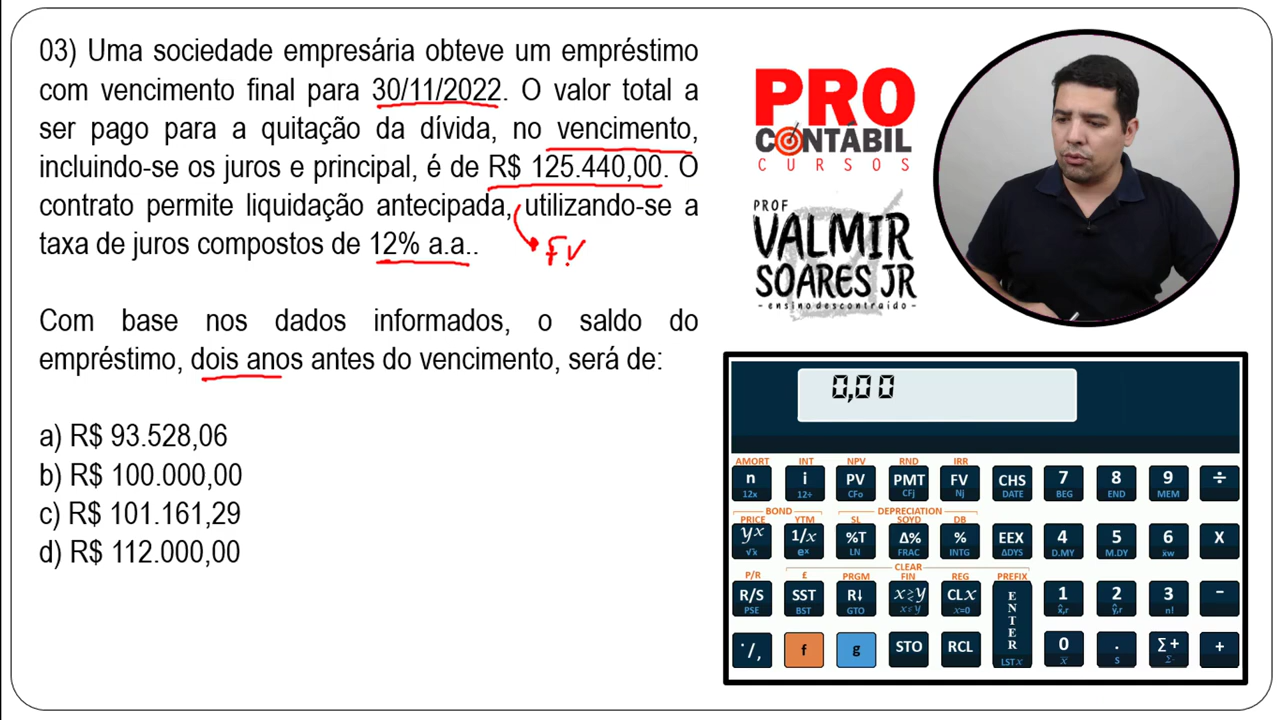 03) Uma sociedade empresária obteve um empréstimo
com vencimento final para 30/11/2022. O valor total a
ser pago para a quitação da dívida, no vencimento,
incluindo-se os juros e principal, é de R$ 125.440,00. O
contrato permite liquidação antecipada, utilizando-se a
taxa de juros compostos de 12% a.a..
F.V
Com base nos dados informados, o saldo do
empréstimo, dois anos antes do vencimento, será de:
a) R$ 93.528,06
b) R$ 100.000,00
c) R$ 101.161,29
d) R$ 112.000,00
PRO
CONTÁBIL
CURSOS
PROF
VALMIR
SOARES JR
-ensino descontraído-
0,00
AMORT INT NPV RND IRR
n i PV PMT FV CHS 7 8 9 ÷
12x 12÷ CFo CFj Nj DATE BEG END MEM
BOND DEPRECIATION
PRICE YTM SL SOYD DB
yx 1/x %T Δ% % EEX 4 5 6 X
√x ex LN FRAC INTG ΔDYS D.MY M.DY x̄w
CLEAR
P/R £ PRGM FIN REG PREFIX
R/S SST R↓ x≷y CLx ENTER 1 2 3 -
PSE BST GTO x≤y x=0 x̂,r ŷ,r n!
·/, f g STO RCL 0 . Σ+ +
LSTx x̄ S Σ-